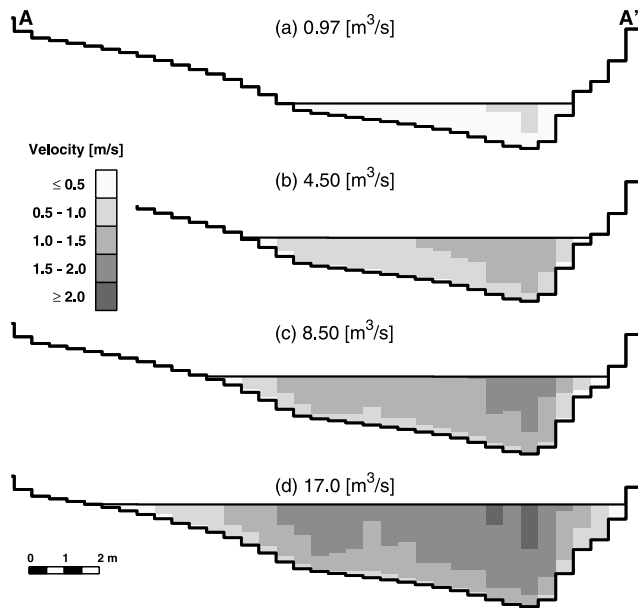 A A'
(a) 0.97 [m³/s]
Velocity [m/s]
≤ 0.5
0.5 - 1.0
1.0 - 1.5
1.5 - 2.0
≥ 2.0
(b) 4.50 [m³/s]
(c) 8.50 [m³/s]
(d) 17.0 [m³/s]
0 1 2 m